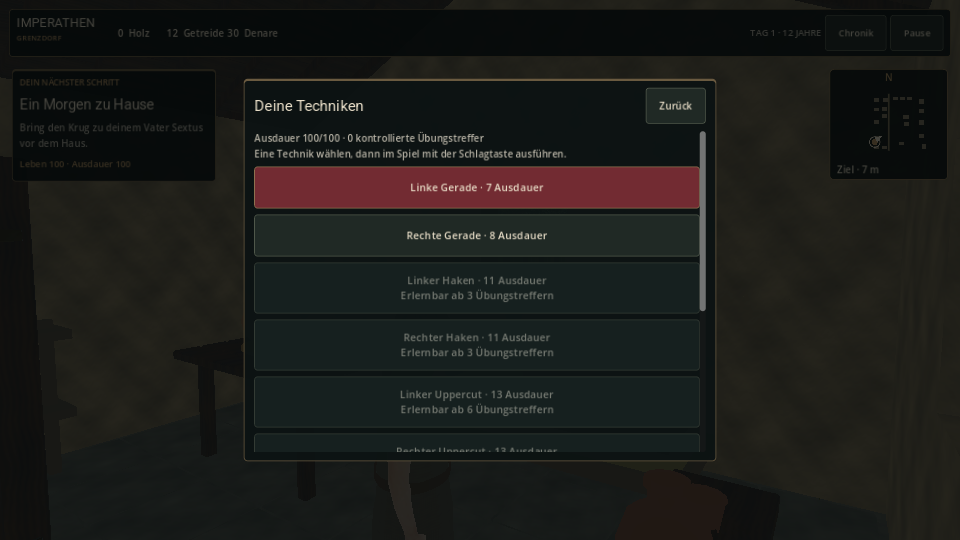 IMPERATHEN
GRENZDORF
0 Holz 12 Getreide 30 Denare
TAG 1 · 12 JAHRE
Chronik
Pause
DEIN NÄCHSTER SCHRITT
Ein Morgen zu Hause
Bring den Krug zu deinem Vater Sextus
vor dem Haus.
Leben 100 · Ausdauer 100
N
Ziel · 7 m
Deine Techniken
Zurück
Ausdauer 100/100 · 0 kontrollierte Übungstreffer
Eine Technik wählen, dann im Spiel mit der Schlagtaste ausführen.
Linke Gerade · 7 Ausdauer
Rechte Gerade · 8 Ausdauer
Linker Haken · 11 Ausdauer
Erlernbar ab 3 Übungstreffern
Rechter Haken · 11 Ausdauer
Erlernbar ab 3 Übungstreffern
Linker Uppercut · 13 Ausdauer
Erlernbar ab 6 Übungstreffern
Rechter Uppercut · 13 Ausdauer